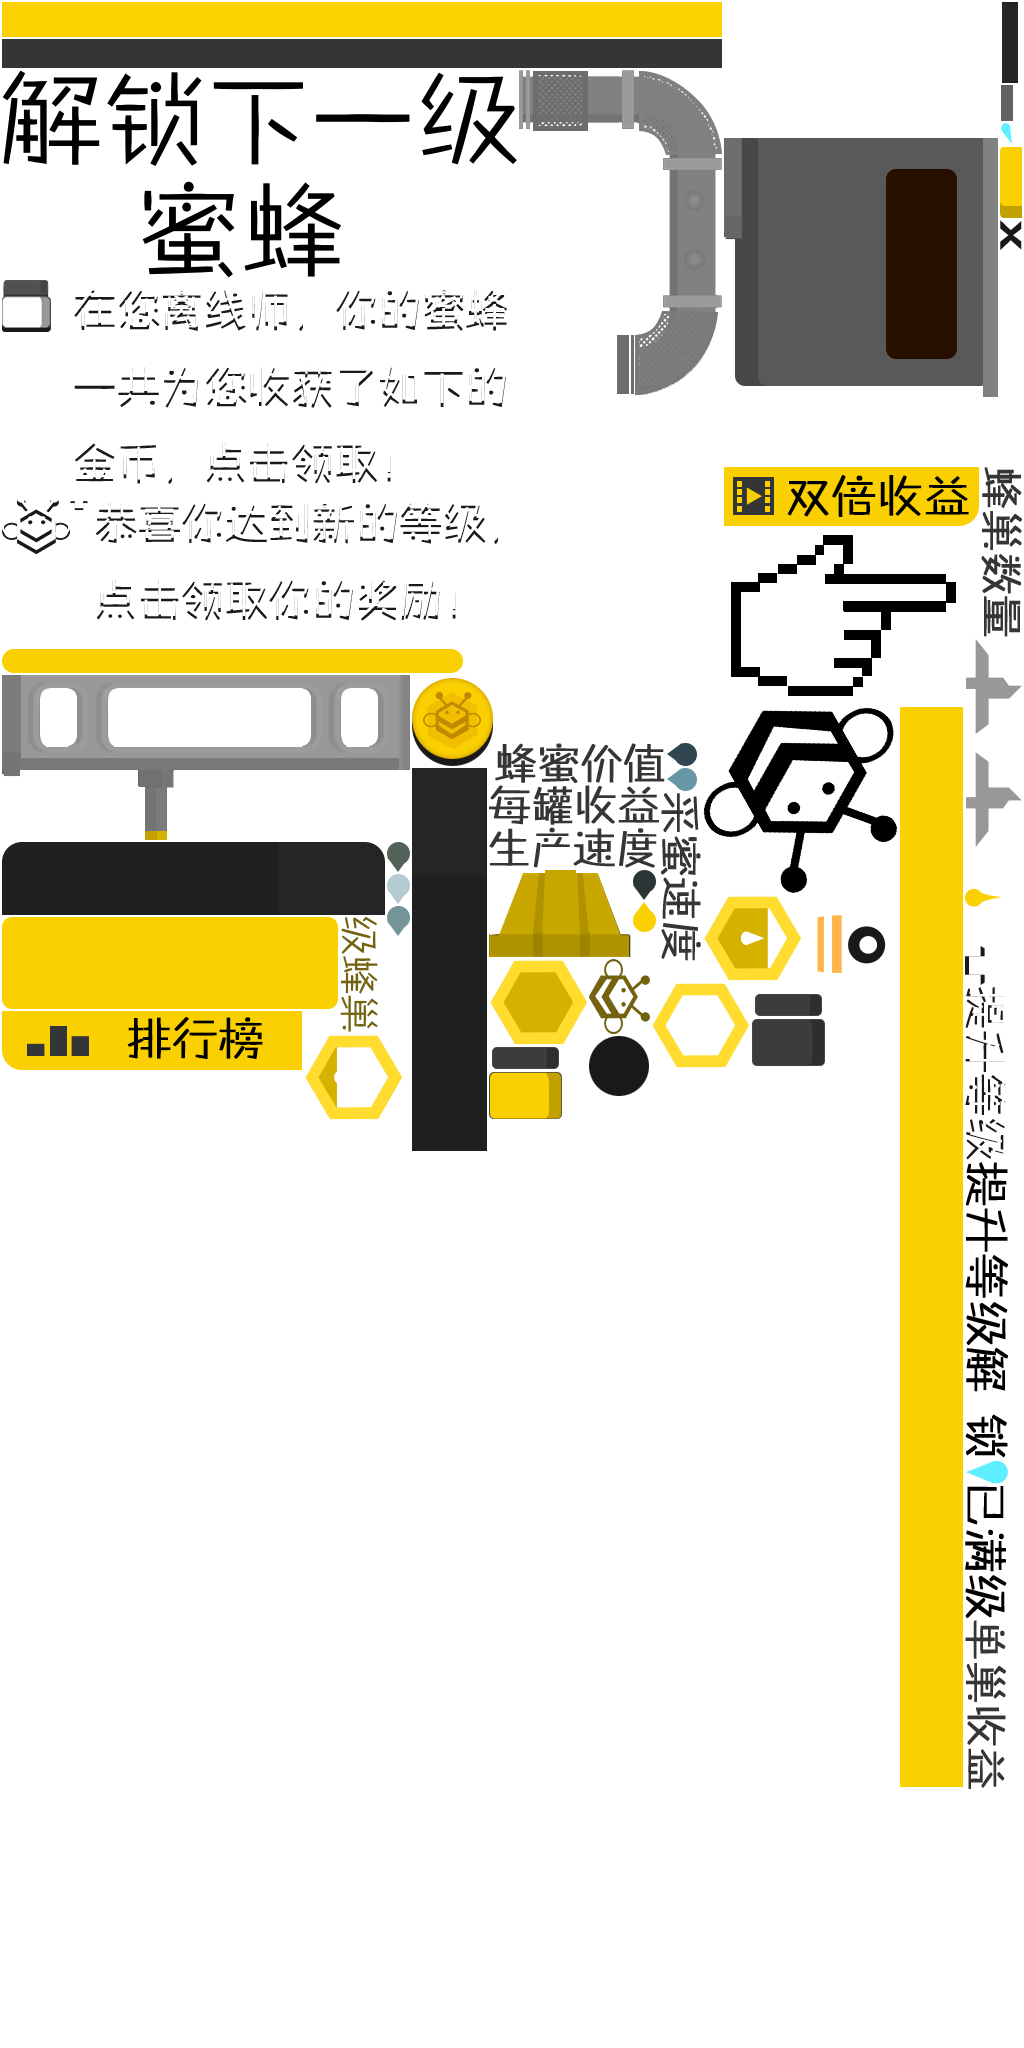 解锁下一级
蜜蜂
在您离线师，你的蜜蜂
一共为您收获了如下的
金币，点击领取！
恭喜你达到新的等级，
点击领取你的奖励！
x
双倍收益
蜂巢数量
蜂蜜价值
每罐收益
生产速度
采蜜速度
级蜂巢
排行榜
提升等级
提升等级解 锁
已满级
单巢收益